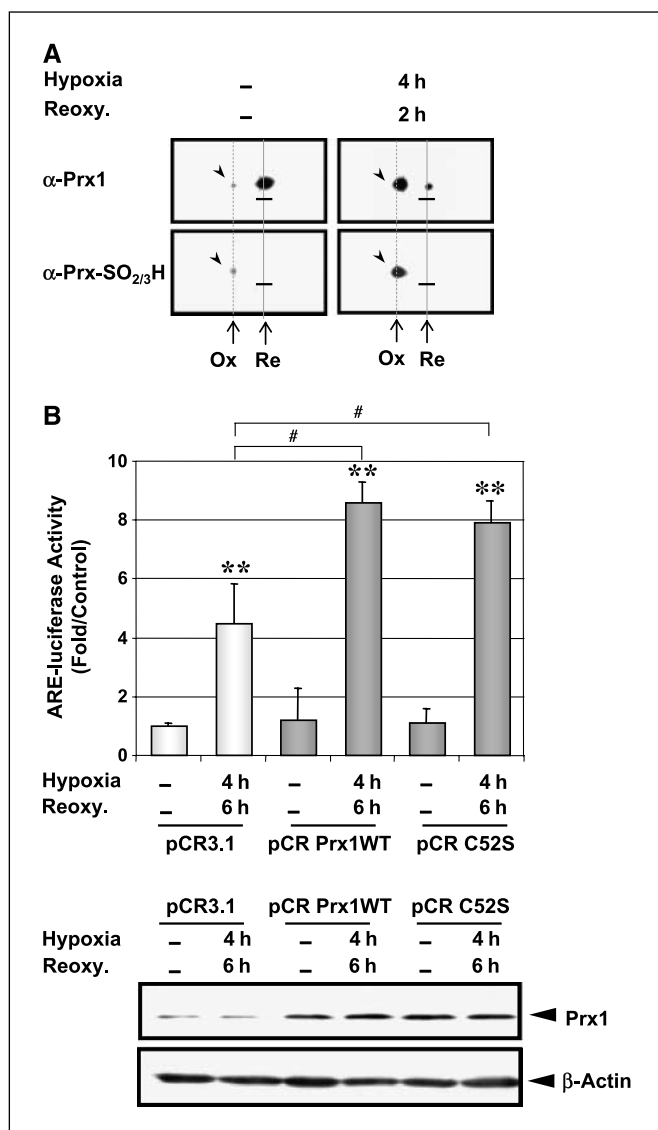 A
Hypoxia – 4 h
Reoxy. – 2 h
α-Prx1
α-Prx-SO2/3H
Ox Re Ox Re
B
#
#
10
8
6
4
2
0
ARE-luciferase Activity
(Fold/Control)
** ** **
Hypoxia – 4 h – 4 h – 4 h
Reoxy. – 6 h – 6 h – 6 h
pCR3.1 pCR Prx1WT pCR C52S
pCR3.1 pCR Prx1WT pCR C52S
Hypoxia – 4 h – 4 h – 4 h
Reoxy. – 6 h – 6 h – 6 h
Prx1
β-Actin